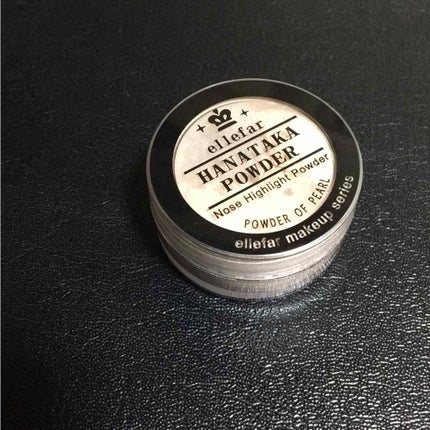 ellefar
HANATAKA
POWDER
Nose Highlight Powder
POWDER OF PEARL
ellefar makeup series